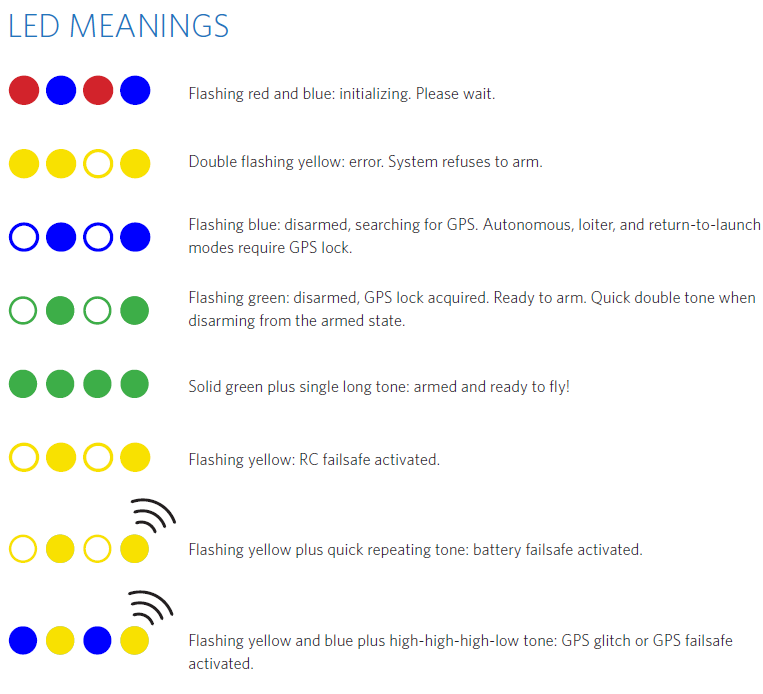 LED MEANINGS
Flashing red and blue: initializing. Please wait.
Double flashing yellow: error. System refuses to arm.
Flashing blue: disarmed, searching for GPS. Autonomous, loiter, and return-to-launch
modes require GPS lock.
Flashing green: disarmed, GPS lock acquired. Ready to arm. Quick double tone when
disarming from the armed state.
Solid green plus single long tone: armed and ready to fly!
Flashing yellow: RC failsafe activated.
Flashing yellow plus quick repeating tone: battery failsafe activated.
Flashing yellow and blue plus high-high-high-low tone: GPS glitch or GPS failsafe
activated.